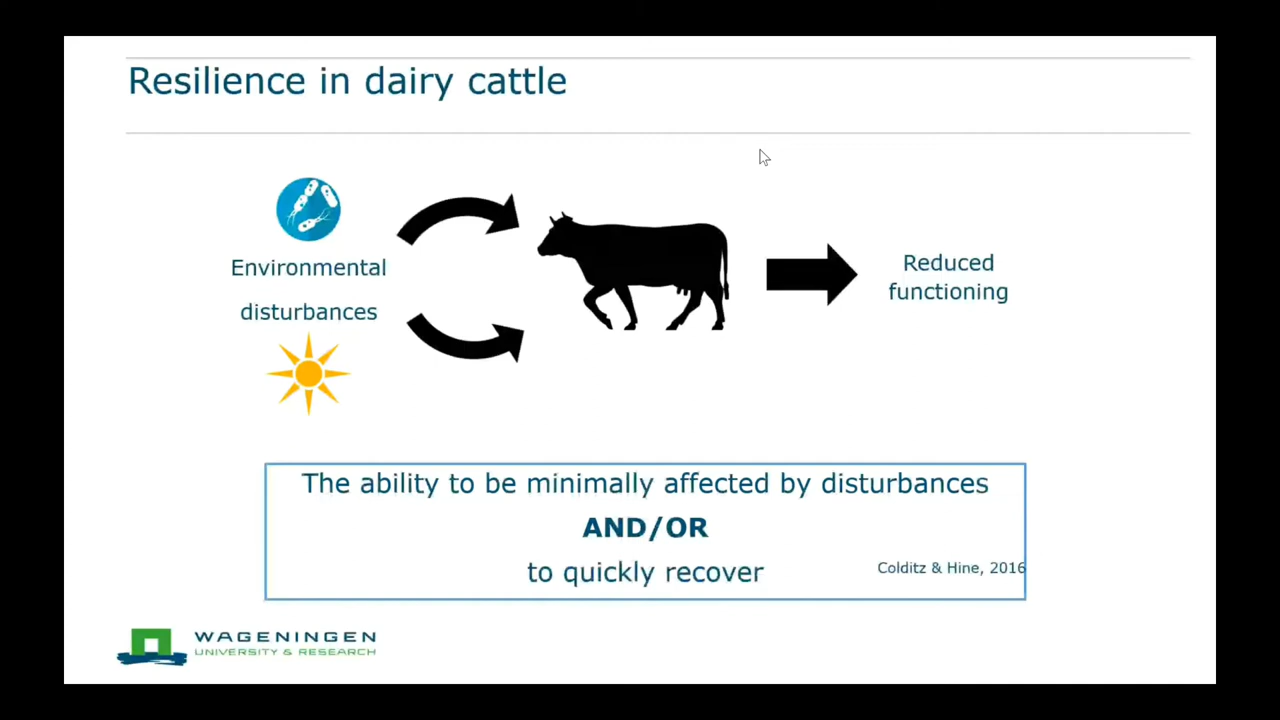 Resilience in dairy cattle
Environmental
disturbances
Reduced
functioning
The ability to be minimally affected by disturbances
AND/OR
to quickly recover
Colditz & Hine, 2016
WAGENINGEN
UNIVERSITY & RESEARCH